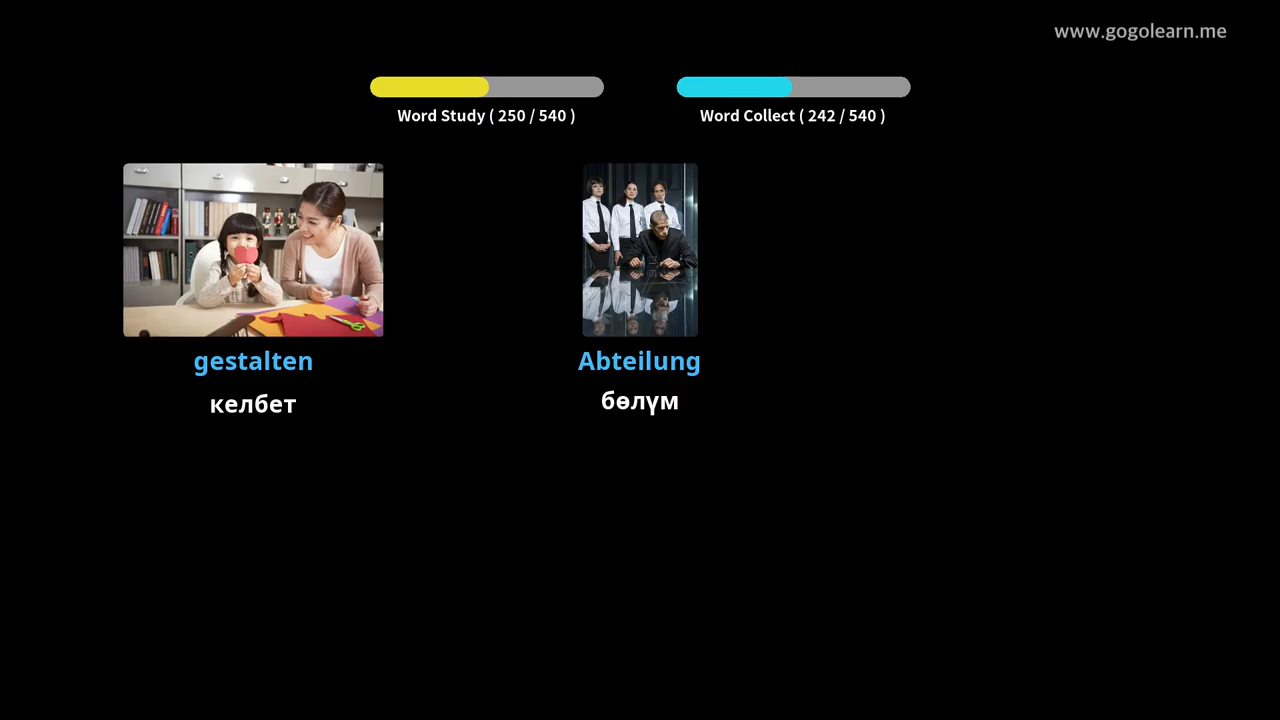 www.gogolearn.me
Word Study ( 250 / 540 )
Word Collect ( 242 / 540 )
gestalten
келбет
Abteilung
бөлүм